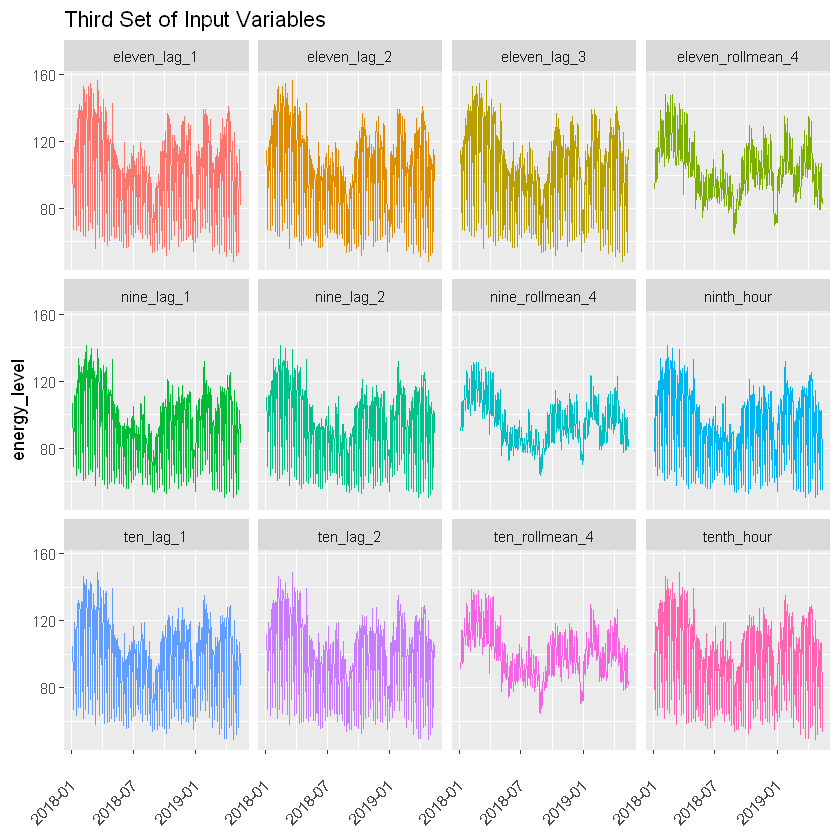 Third Set of Input Variables
eleven_lag_1 eleven_lag_2 eleven_lag_3 eleven_rollmean_4
160
120
80
nine_lag_1 nine_lag_2 nine_rollmean_4 ninth_hour
160
120
80
energy_level
ten_lag_1 ten_lag_2 ten_rollmean_4 tenth_hour
160
120
80
2018-01 2018-07 2019-01 2018-01 2018-07 2019-01 2018-01 2018-07 2019-01 2018-01 2018-07 2019-01